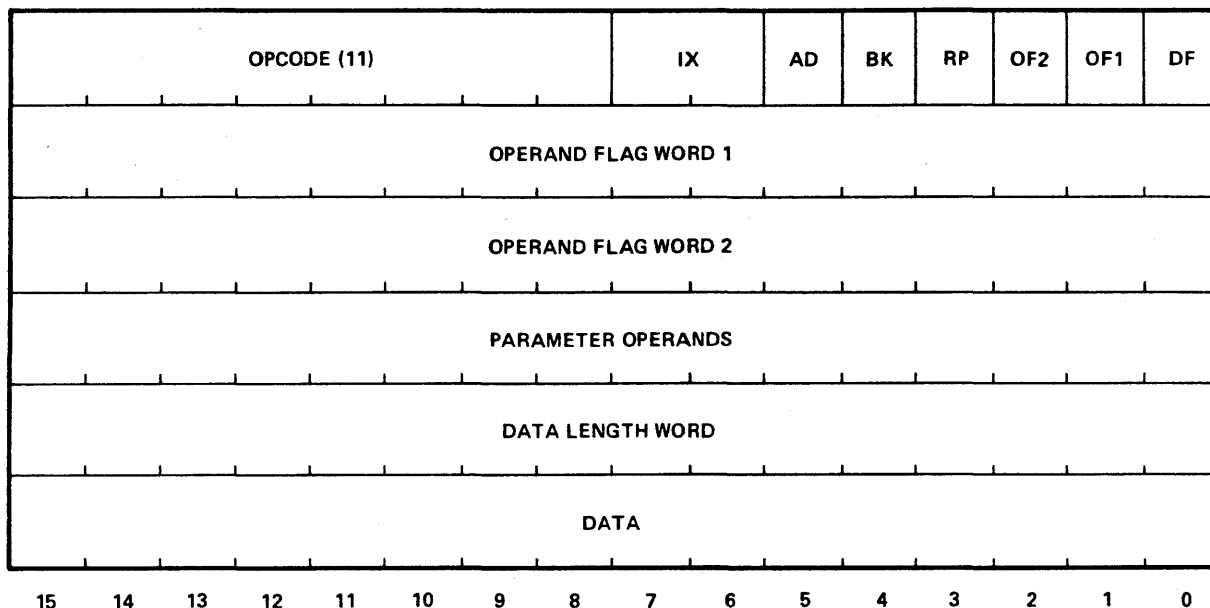 OPCODE (11) IX AD BK RP OF2 OF1 DF
OPERAND FLAG WORD 1
OPERAND FLAG WORD 2
PARAMETER OPERANDS
DATA LENGTH WORD
DATA
15 14 13 12 11 10 9 8 7 6 5 4 3 2 1 0